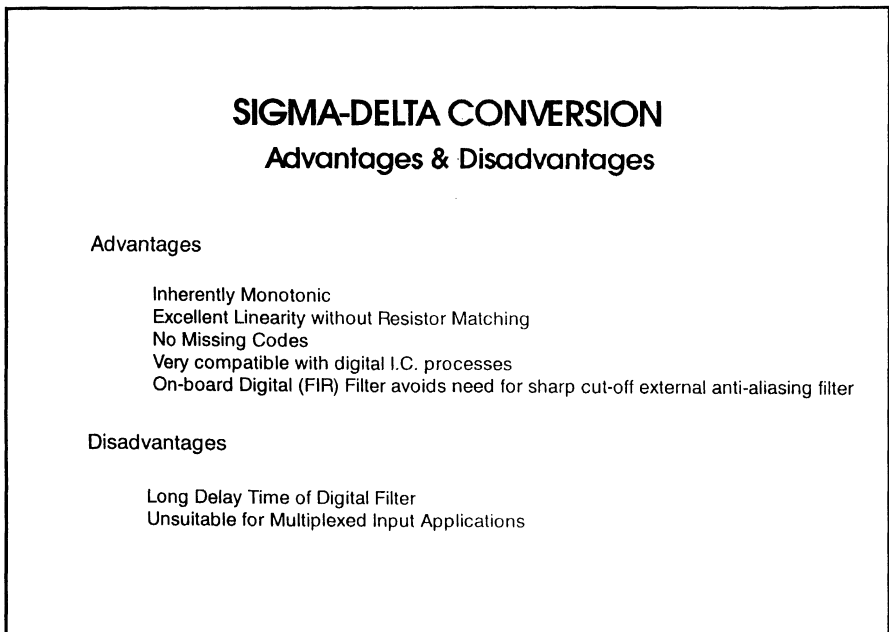 SIGMA-DELTA CONVERSION
Advantages & Disadvantages
Advantages
Inherently Monotonic
Excellent Linearity without Resistor Matching
No Missing Codes
Very compatible with digital I.C. processes
On-board Digital (FIR) Filter avoids need for sharp cut-off external anti-aliasing filter
Disadvantages
Long Delay Time of Digital Filter
Unsuitable for Multiplexed Input Applications